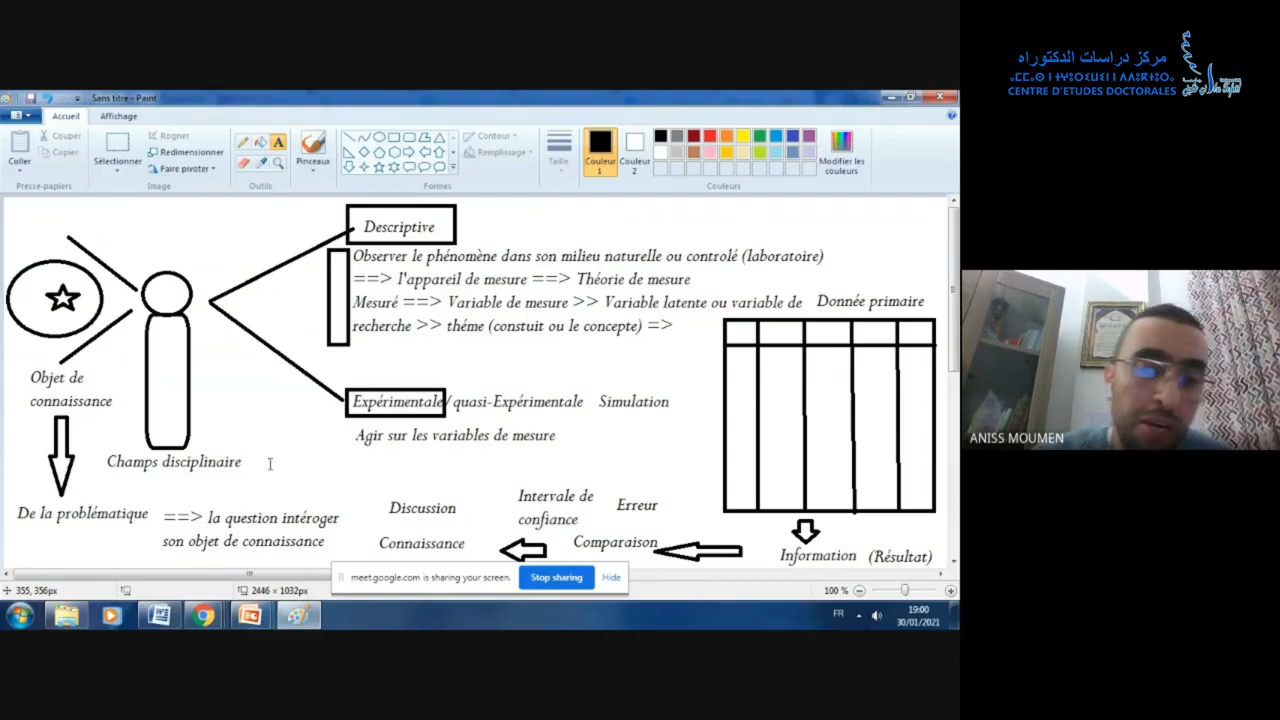 Sans titre - Paint
Accueil
Affichage
Coller
Couper
Copier
Presse-papiers
Sélectionner
Rogner
Redimensionner
Faire pivoter
Image
Outils
Pinceaux
Formes
Contour
Remplissage
Taille
Couleur
1
Couleur
2
Modifier les
couleurs
Couleurs
Descriptive
Observer le phénomène dans son milieu naturelle ou controlé (laboratoire)
==> l'appareil de mesure ==> Théorie de mesure
Mesuré ==> Variable de mesure >> Variable latente ou variable de
recherche >> théme (constuit ou le concepte) =>
Donnée primaire
Objet de
connaissance
Expérimentale/ quasi-Expérimentale Simulation
Agir sur les variables de mesure
Champs disciplinaire
De la problématique
==> la question intéroger
son objet de connaissance
Discussion
Connaissance
Intervale de
confiance
Erreur
Comparaison
Information (Résultat)
meet.google.com is sharing your screen.
Stop sharing
Hide
355, 356px
2446 × 1032px
100 %
FR
19:00
30/01/2021
مركز دراسات الدكتوراه
CENTRE D'ETUDES DOCTORALES
ANISS MOUMEN